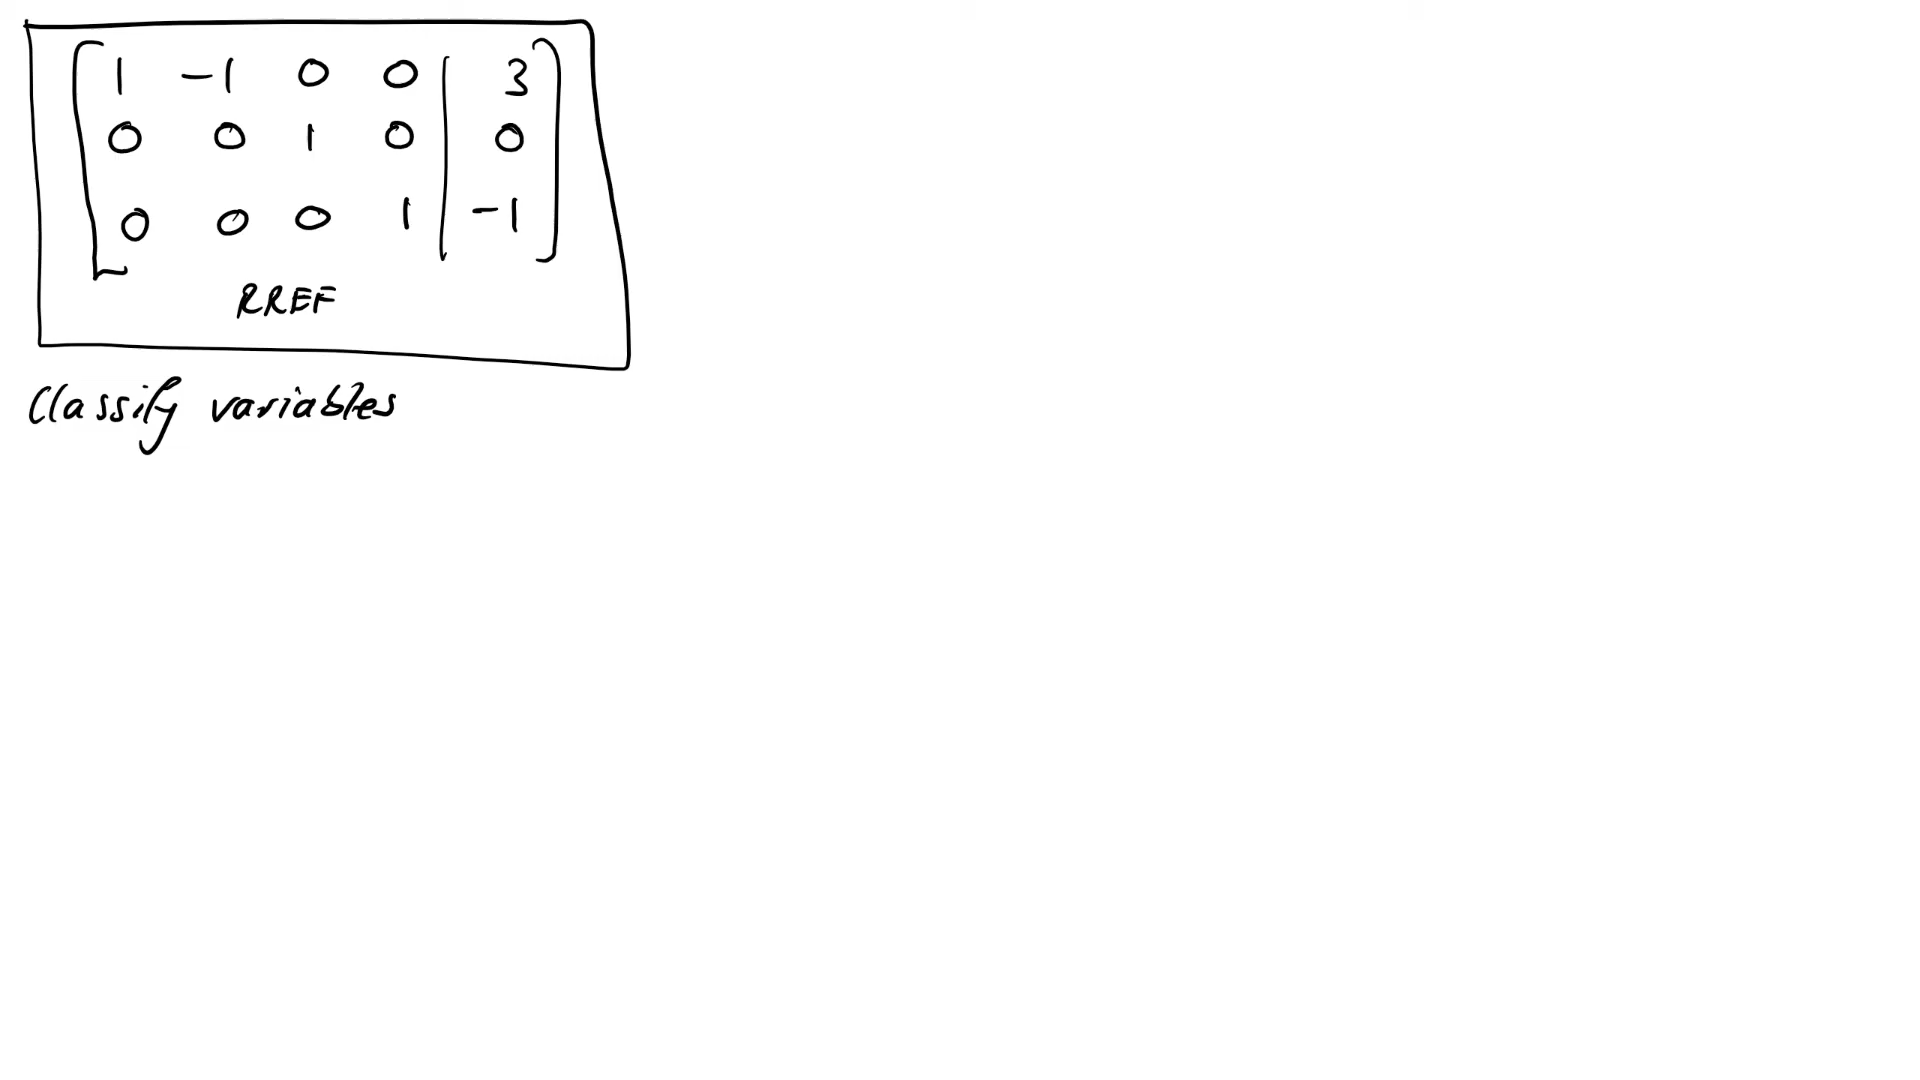 1 -1 0 0 | 3
0 0 1 0 | 0
0 0 0 1 | -1
RREF
Classify variables